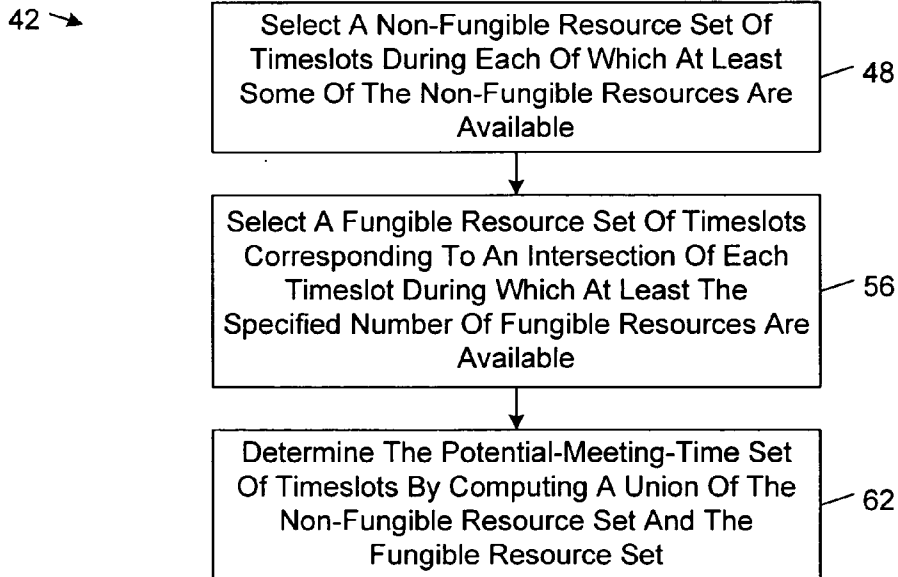 42
Select A Non-Fungible Resource Set Of
Timeslots During Each Of Which At Least
Some Of The Non-Fungible Resources Are
Available
48
Select A Fungible Resource Set Of Timeslots
Corresponding To An Intersection Of Each
Timeslot During Which At Least The
Specified Number Of Fungible Resources Are
Available
56
Determine The Potential-Meeting-Time Set
Of Timeslots By Computing A Union Of The
Non-Fungible Resource Set And The
Fungible Resource Set
62